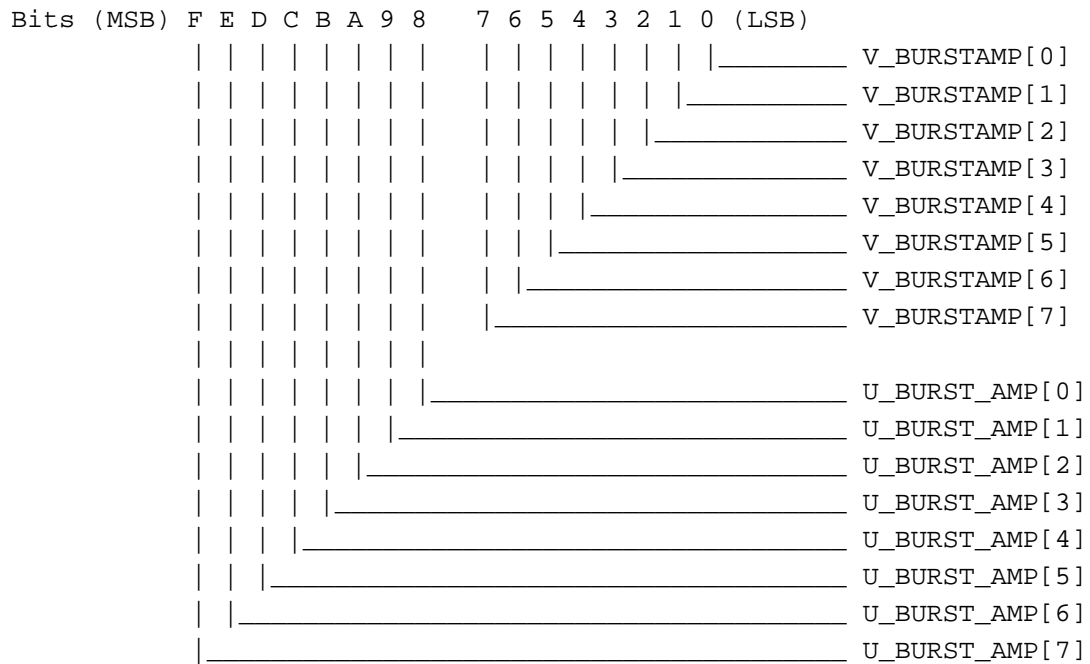 Bits (MSB) F E D C B A 9 8 7 6 5 4 3 2 1 0 (LSB)
V_BURSTAMP[0]
V_BURSTAMP[1]
V_BURSTAMP[2]
V_BURSTAMP[3]
V_BURSTAMP[4]
V_BURSTAMP[5]
V_BURSTAMP[6]
V_BURSTAMP[7]
U_BURST_AMP[0]
U_BURST_AMP[1]
U_BURST_AMP[2]
U_BURST_AMP[3]
U_BURST_AMP[4]
U_BURST_AMP[5]
U_BURST_AMP[6]
U_BURST_AMP[7]